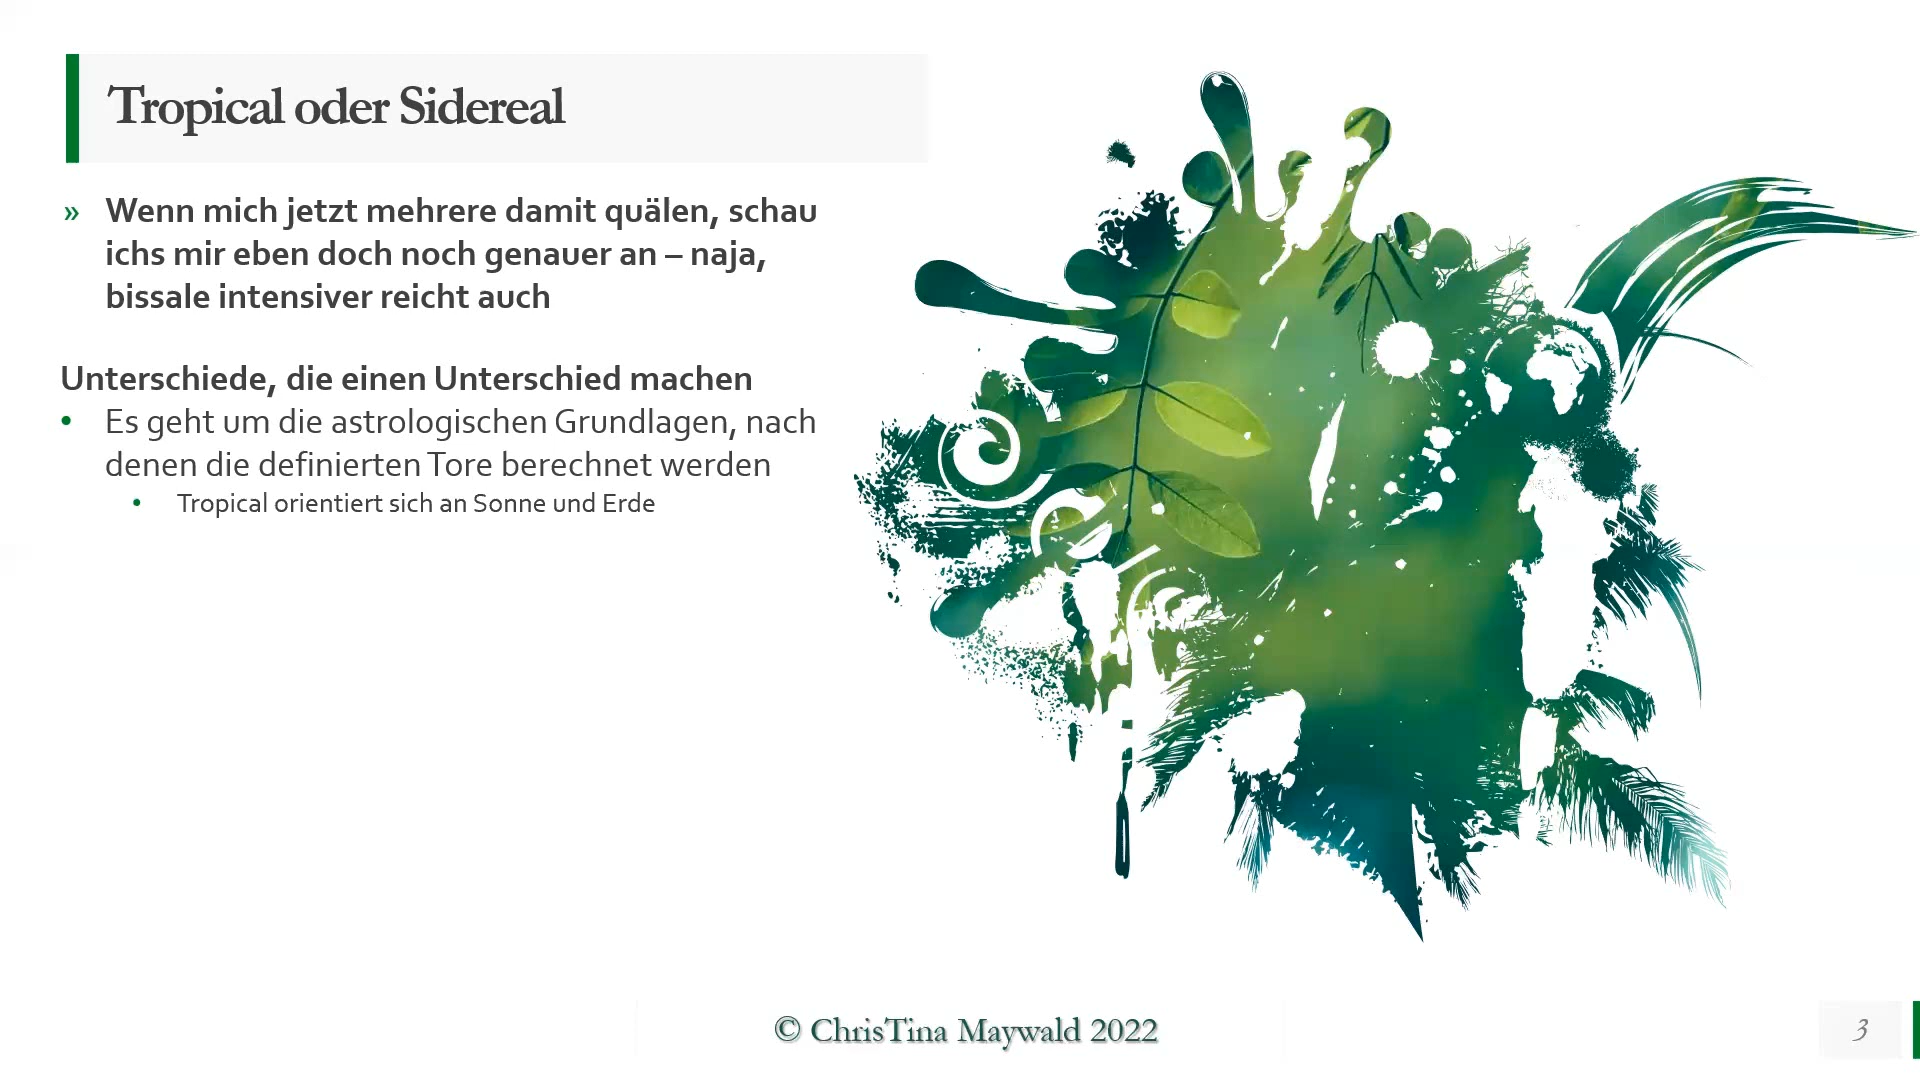 Tropical oder Sidereal
» Wenn mich jetzt mehrere damit quälen, schau
ichs mir eben doch noch genauer an – naja,
bissale intensiver reicht auch
Unterschiede, die einen Unterschied machen
• Es geht um die astrologischen Grundlagen, nach
denen die definierten Tore berechnet werden
• Tropical orientiert sich an Sonne und Erde
© ChrisTina Maywald 2022
3